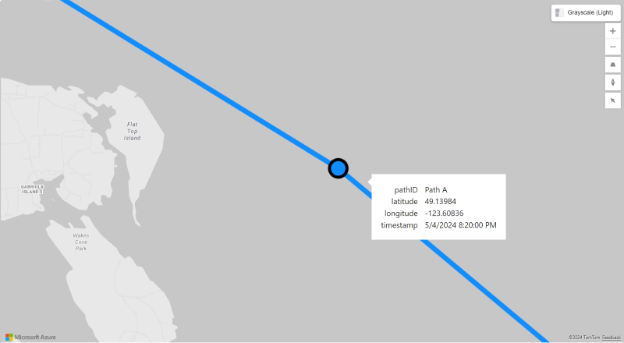 Grayscale (Light)
Flat
Top
Island
GABRIOLA
ISLAND
Wakes
Cove
Park
pathID Path A
latitude 49.13984
longitude -123.60836
timestamp 5/4/2024 8:20:00 PM
Microsoft Azure
©2024 TomTom Feedback